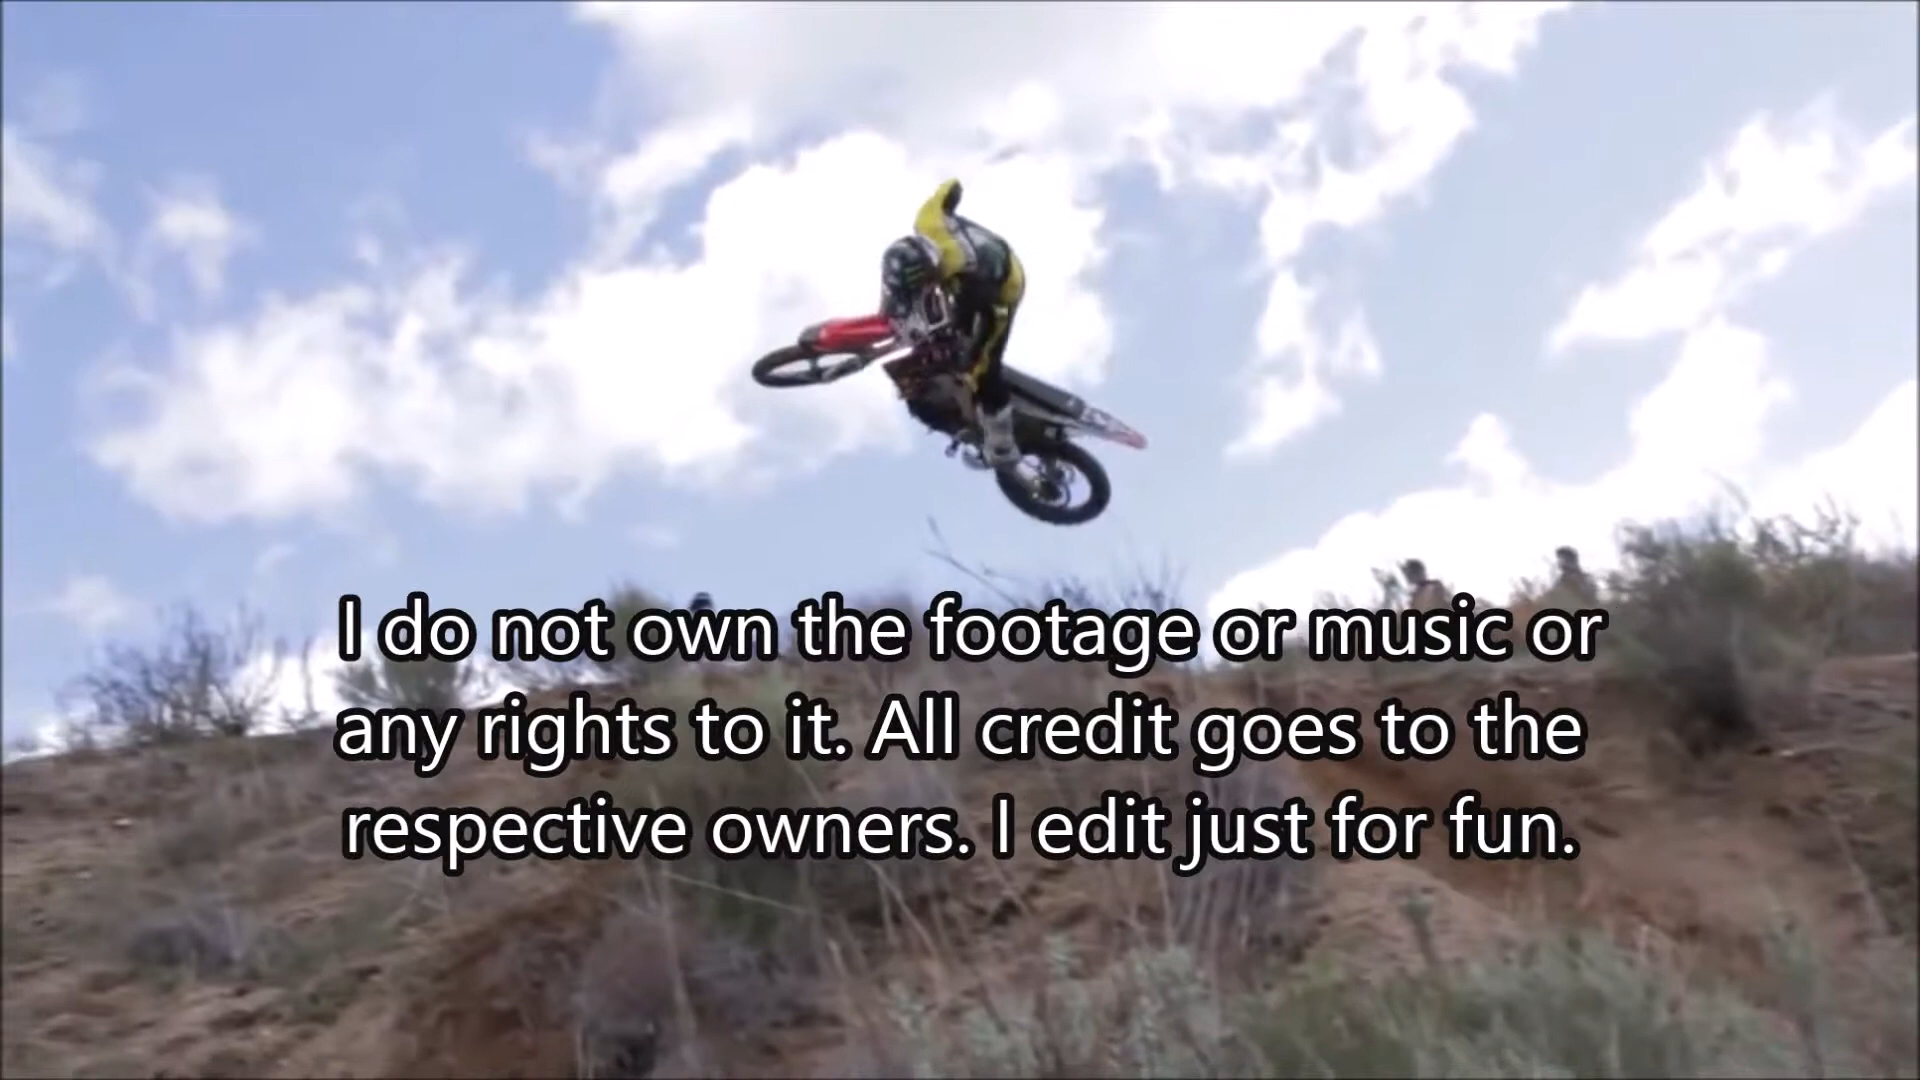 I do not own the footage or music or
any rights to it. All credit goes to the
respective owners. I edit just for fun.